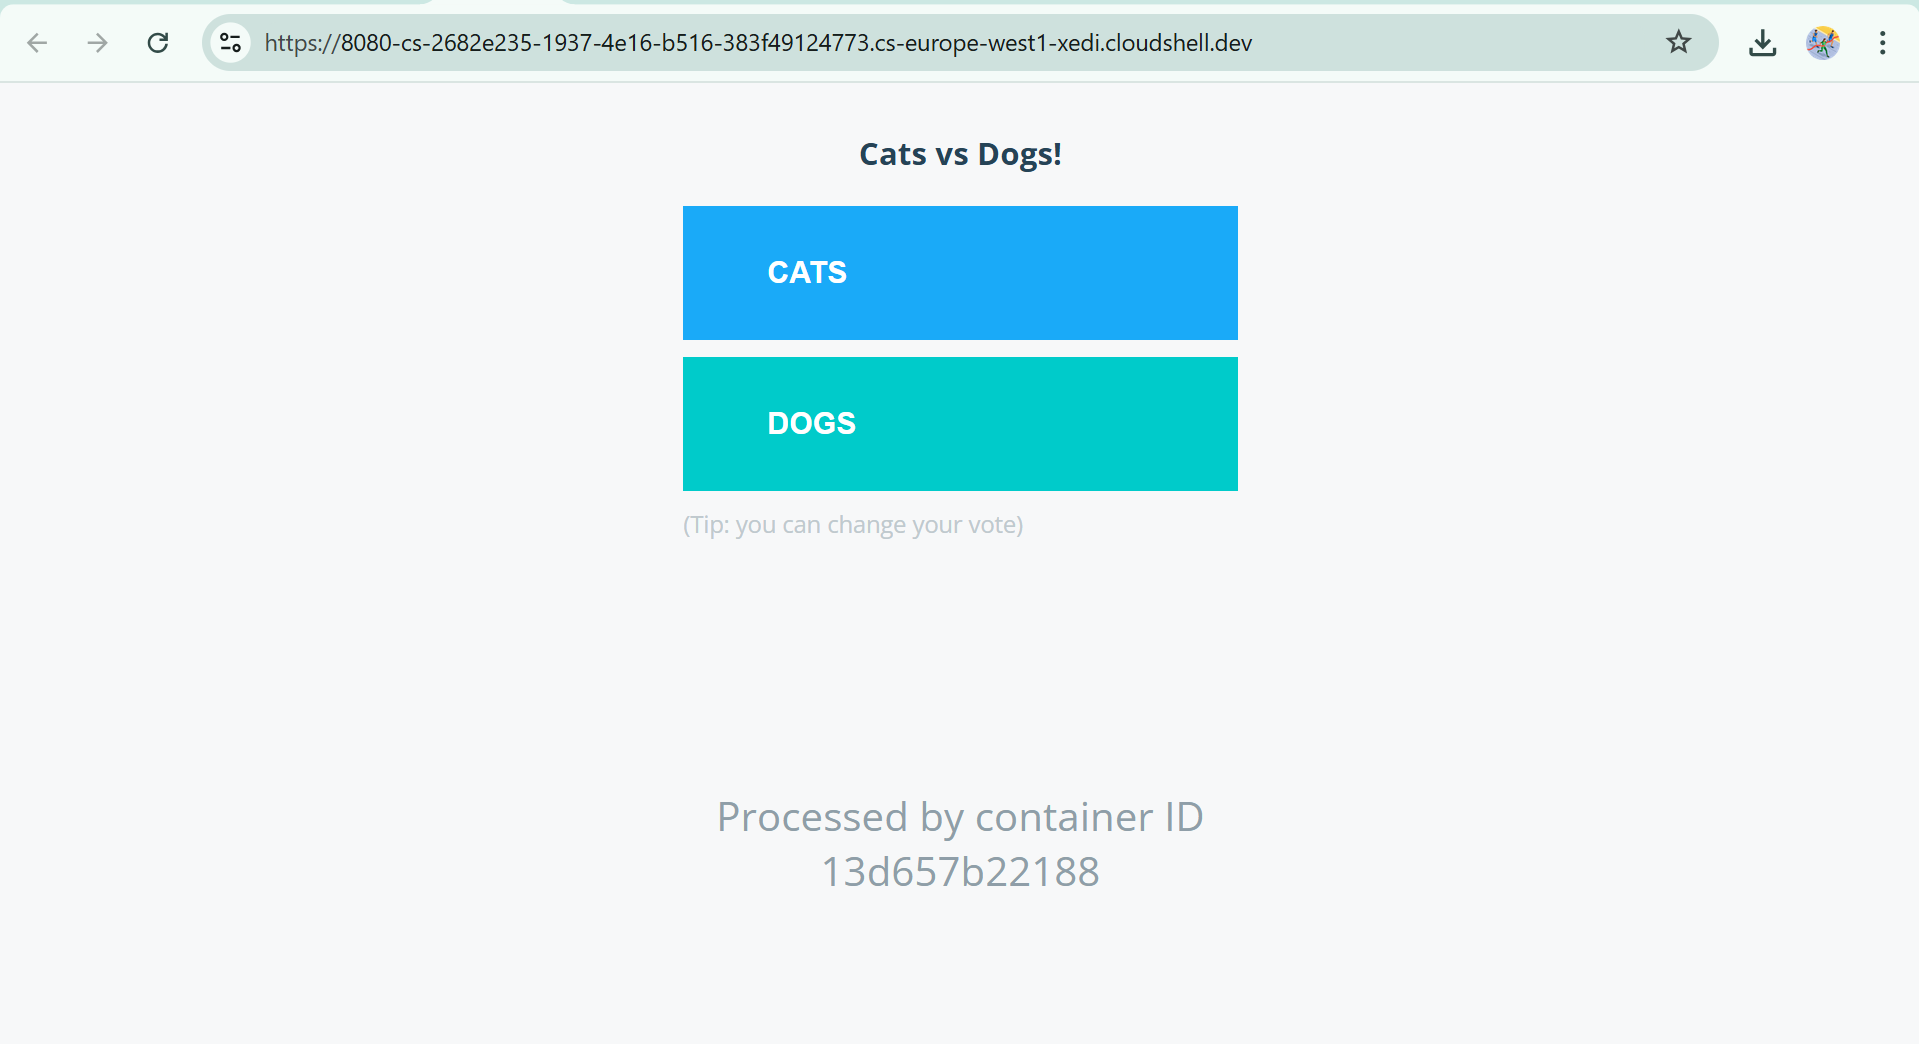 https://8080-cs-2682e235-1937-4e16-b516-383f49124773.cs-europe-west1-xedi.cloudshell.dev
Cats vs Dogs!
CATS
DOGS
(Tip: you can change your vote)
Processed by container ID
13d657b22188